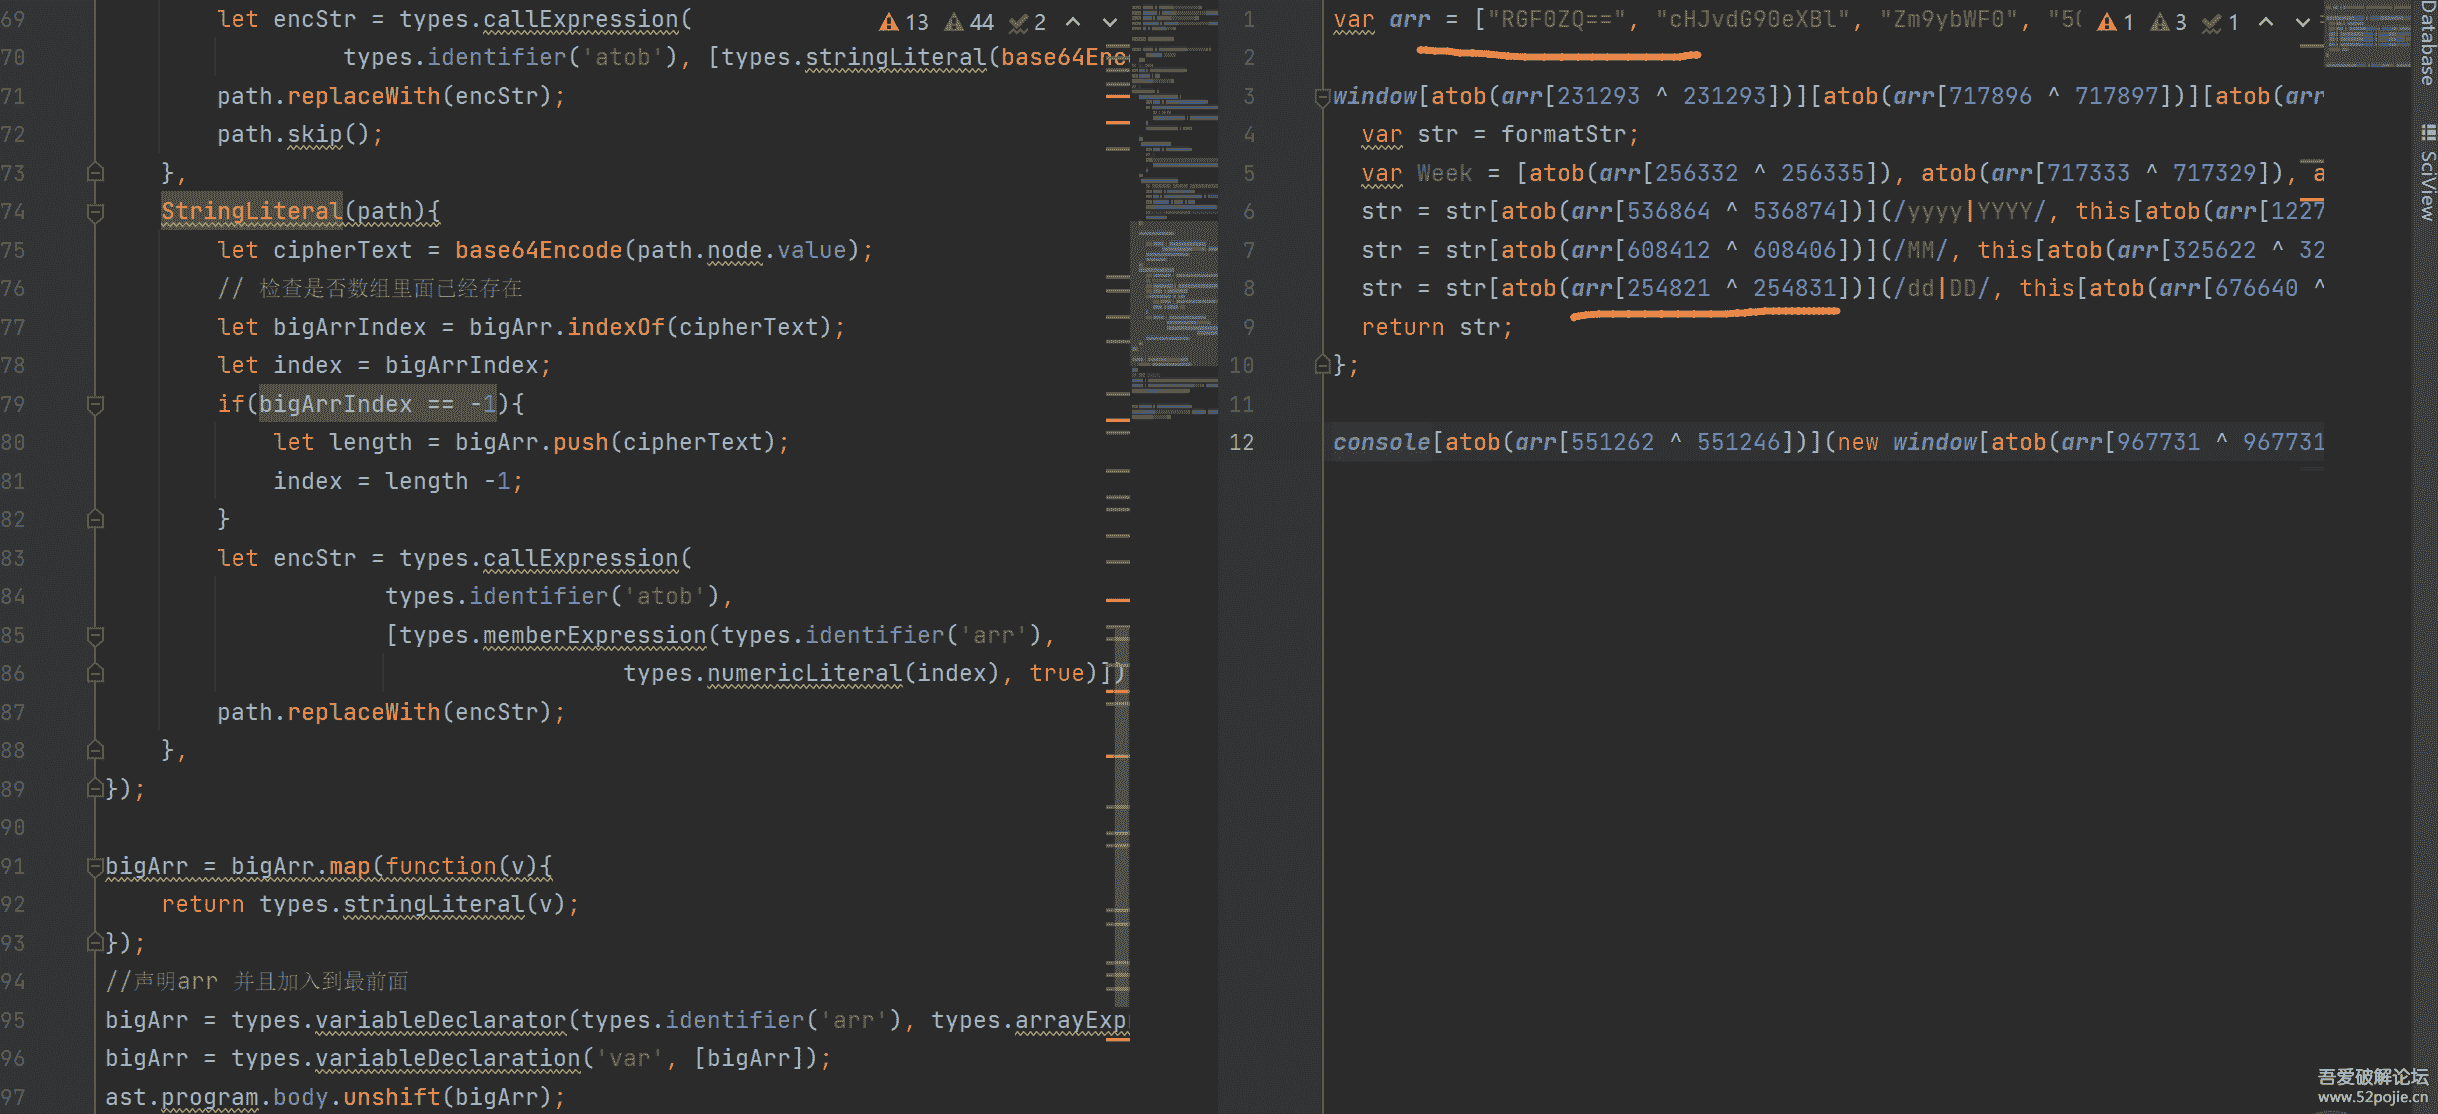 69 let encStr = types.callExpression(
70 types.identifier('atob'), [types.stringLiteral(base64Enc
71 path.replaceWith(encStr);
72 path.skip();
73 },
74 StringLiteral(path){
75 let cipherText = base64Encode(path.node.value);
76 // 检查是否数组里面已经存在
77 let bigArrIndex = bigArr.indexOf(cipherText);
78 let index = bigArrIndex;
79 if(bigArrIndex == -1){
80 let length = bigArr.push(cipherText);
81 index = length -1;
82 }
83 let encStr = types.callExpression(
84 types.identifier('atob'),
85 [types.memberExpression(types.identifier('arr'),
86 types.numericLiteral(index), true)])
87 path.replaceWith(encStr);
88 },
89 });
90
91 bigArr = bigArr.map(function(v){
92 return types.stringLiteral(v);
93 });
94 //声明arr 并且加入到最前面
95 bigArr = types.variableDeclarator(types.identifier('arr'), types.arrayExp
96 bigArr = types.variableDeclaration('var', [bigArr]);
97 ast.program.body.unshift(bigArr);
13 44 2
1 var arr = ["RGF0ZQ==", "cHJvdG90eXBl", "Zm9ybWF0", "5
1 3 1
2
3 window[atob(arr[231293 ^ 231293])][atob(arr[717896 ^ 717897])][atob(arr
4 var str = formatStr;
5 var Week = [atob(arr[256332 ^ 256335]), atob(arr[717333 ^ 717329]), a
6 str = str[atob(arr[536864 ^ 536874])](/yyyy|YYYY/, this[atob(arr[1227
7 str = str[atob(arr[608412 ^ 608406])](/MM/, this[atob(arr[325622 ^ 32
8 str = str[atob(arr[254821 ^ 254831])](/dd|DD/, this[atob(arr[676640 ^
9 return str;
10 };
11
12 console[atob(arr[551262 ^ 551246])](new window[atob(arr[967731 ^ 967731
Database
SciView
吾爱破解论坛
www.52pojie.cn